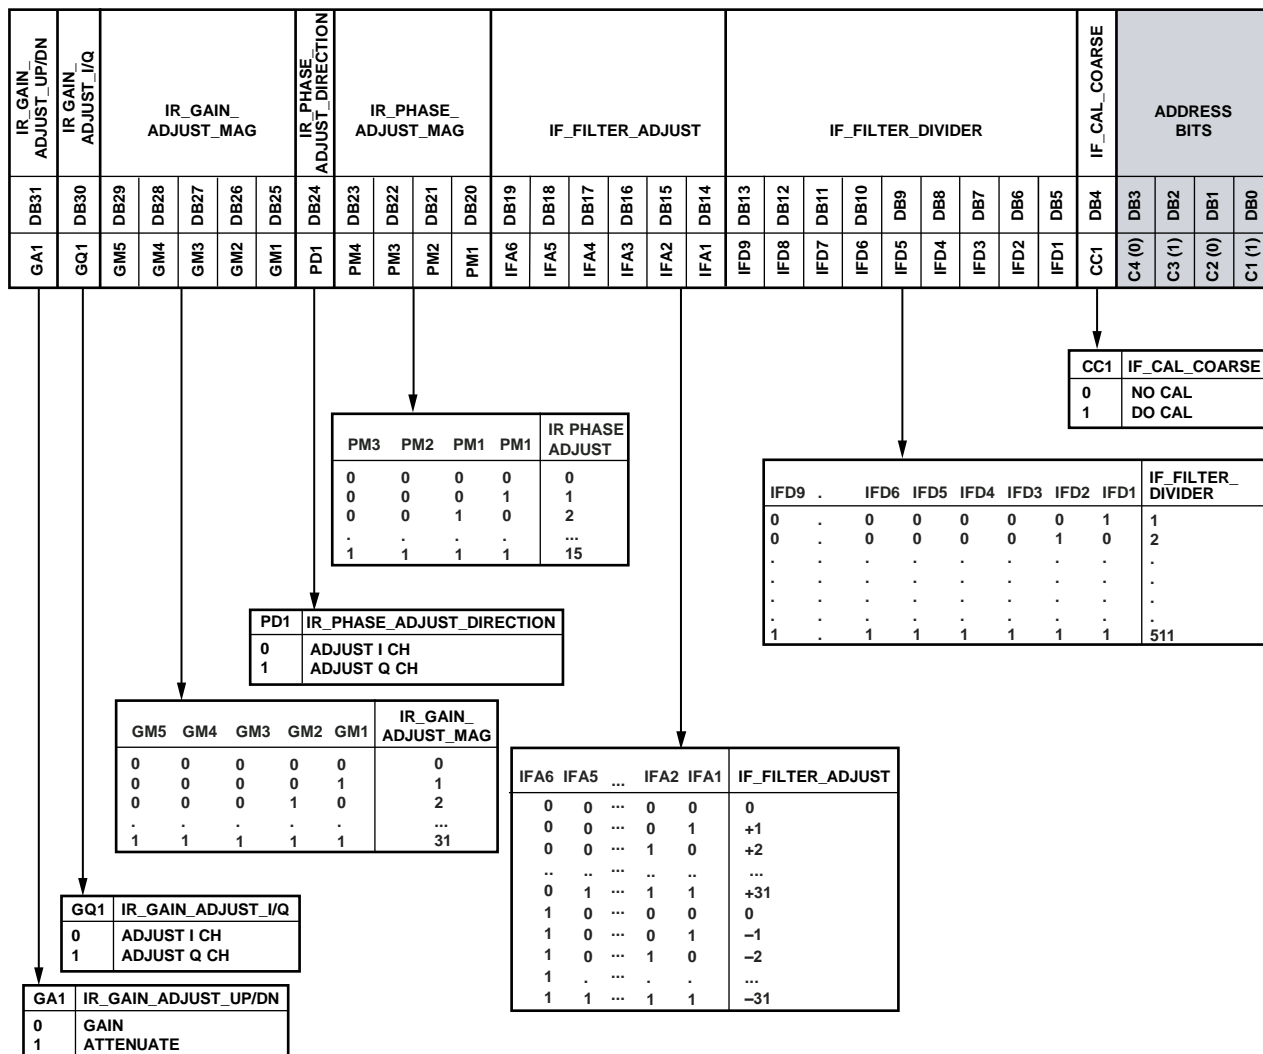 IR_GAIN_
ADJUST_UP/DN
IR GAIN_
ADJUST_I/Q
IR_GAIN_
ADJUST_MAG
IR_PHASE_
ADJUST_DIRECTION
IR_PHASE_
ADJUST_MAG
IF_FILTER_ADJUST
IF_FILTER_DIVIDER
IF_CAL_COARSE
ADDRESS
BITS
DB31 DB30 DB29 DB28 DB27 DB26 DB25 DB24 DB23 DB22 DB21 DB20 DB19 DB18 DB17 DB16 DB15 DB14 DB13 DB12 DB11 DB10 DB9 DB8 DB7 DB6 DB5 DB4 DB3 DB2 DB1 DB0
GA1 GQ1 GM5 GM4 GM3 GM2 GM1 PD1 PM4 PM3 PM2 PM1 IFA6 IFA5 IFA4 IFA3 IFA2 IFA1 IFD9 IFD8 IFD7 IFD6 IFD5 IFD4 IFD3 IFD2 IFD1 CC1 C4 (0) C3 (1) C2 (0) C1 (1)
CC1 IF_CAL_COARSE
0 NO CAL
1 DO CAL
PM3 PM2 PM1 PM1 IR PHASE
ADJUST
0 0 0 0 0
0 0 0 1 1
0 0 1 0 2
. . . . ...
1 1 1 1 15
IFD9 . IFD6 IFD5 IFD4 IFD3 IFD2 IFD1 IF_FILTER_
DIVIDER
0 . 0 0 0 0 0 1 1
0 . 0 0 0 0 1 0 2
. . . . . . . . .
. . . . . . . . .
. . . . . . . . .
. . . . . . . . .
1 . 1 1 1 1 1 1 511
PD1 IR_PHASE_ADJUST_DIRECTION
0 ADJUST I CH
1 ADJUST Q CH
GM5 GM4 GM3 GM2 GM1 IR_GAIN_
ADJUST_MAG
0 0 0 0 0 0
0 0 0 0 1 1
0 0 0 1 0 2
. . . . . ...
1 1 1 1 1 31
IFA6 IFA5 ... IFA2 IFA1 IF_FILTER_ADJUST
0 0 ... 0 0 0
0 0 ... 0 1 +1
0 0 ... 1 0 +2
.. .. ... .. .. ...
0 1 ... 1 1 +31
1 0 ... 0 0 0
1 0 ... 0 1 –1
1 0 ... 1 0 –2
1 . ... . . ...
1 1 ... 1 1 –31
GQ1 IR_GAIN_ADJUST_I/Q
0 ADJUST I CH
1 ADJUST Q CH
GA1 IR_GAIN_ADJUST_UP/DN
0 GAIN
1 ATTENUATE